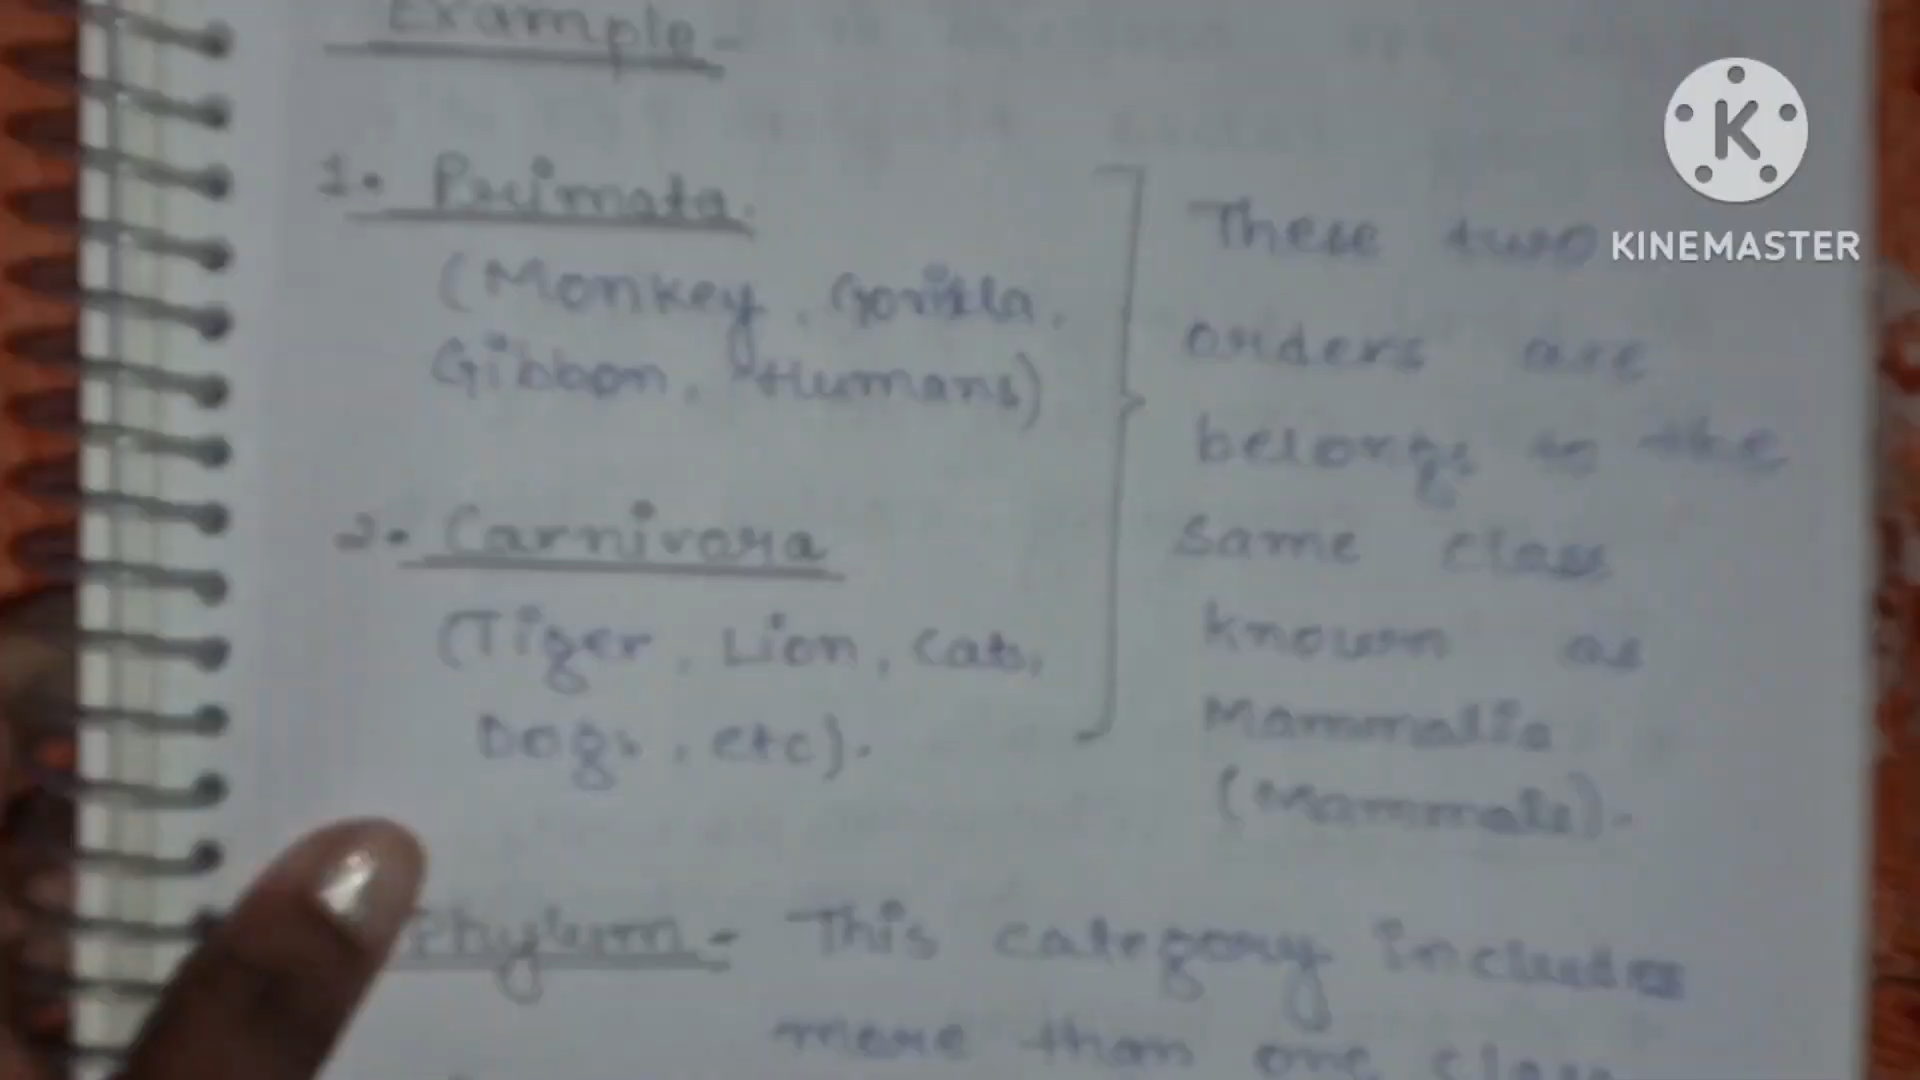 Example -
1. Primata.
(Monkey, Gorilla,
Gibbon, Humans)
2. Carnivora
(Tiger, Lion, Cats,
Dogs, etc).
These two
orders are
belongs to the
same class
known as
Mammalia
(Mammals).
Phylum - This category includes
more than one class
KINEMASTER